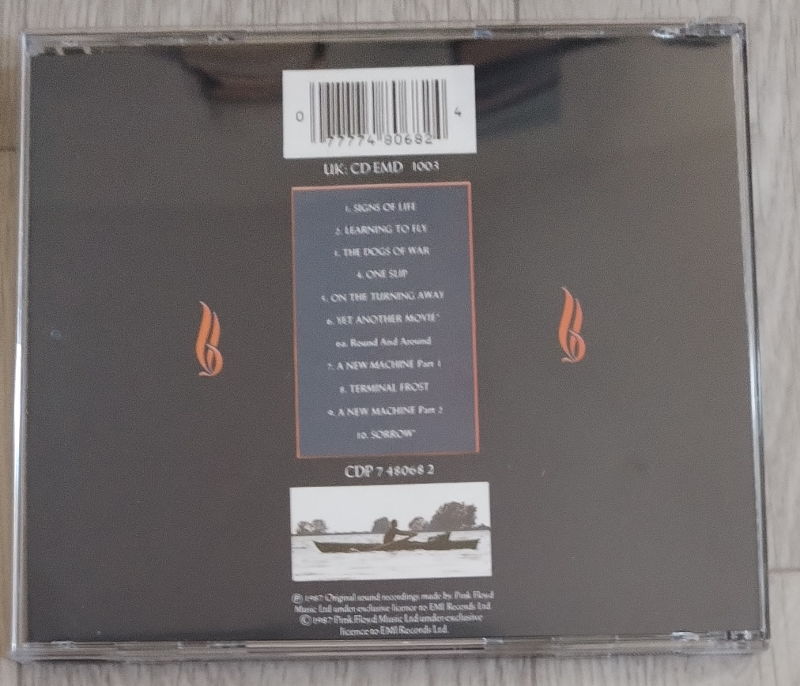 0 77774 80682 4
UK: CD EMD 1003
1. SIGNS OF LIFE
2. LEARNING TO FLY
3. THE DOGS OF WAR
4. ONE SLIP
5. ON THE TURNING AWAY
6. YET ANOTHER MOVIE*
6a. Round And Around
7. A NEW MACHINE Part 1
8. TERMINAL FROST
9. A NEW MACHINE Part 2
10. SORROW*
CDP 7 48068 2
℗ 1987 Original sound recordings made by Pink Floyd
Music Ltd under exclusive licence to EMI Records Ltd.
© 1987 Pink Floyd Music Ltd under exclusive
licence to EMI Records Ltd.